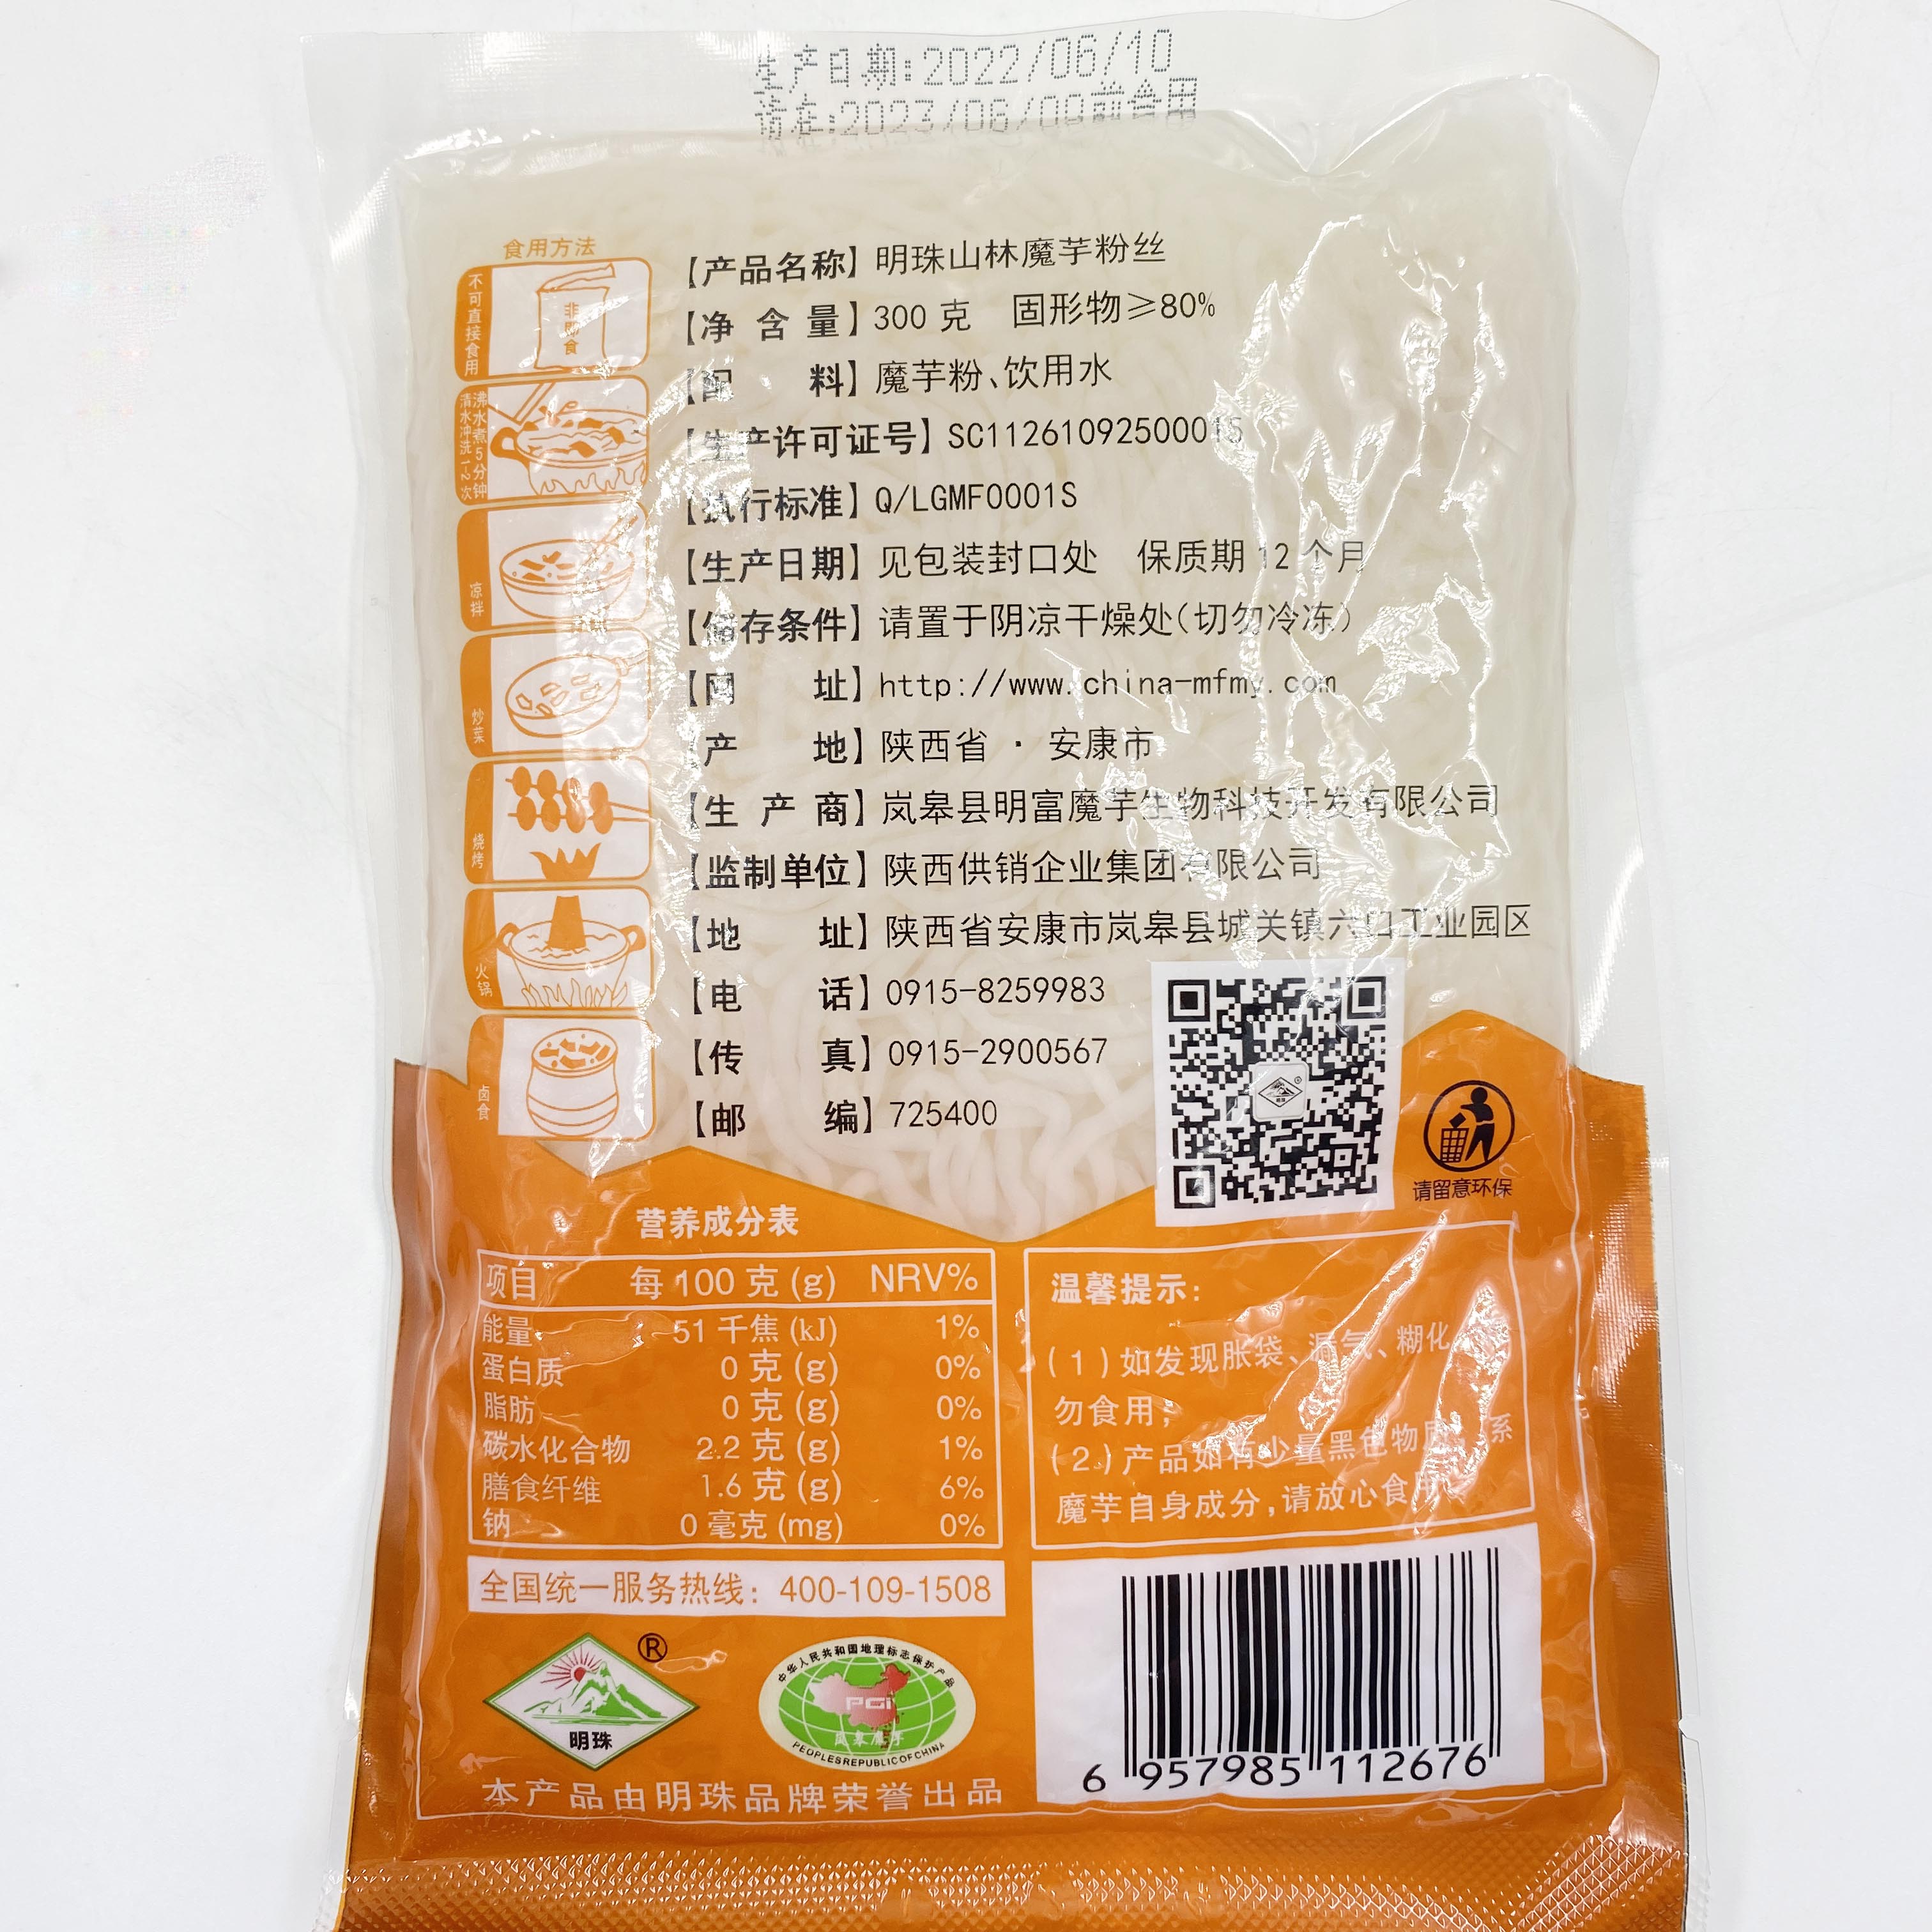 生产日期:2022/06/10
请在:2023/06/09前食用
食用方法
不可直接食用
非即食
沸水煮5分钟
清水冲洗1-2次
凉拌
炒菜
烧烤
火锅
卤食
【产品名称】明珠山林魔芋粉丝
【净含量】300克 固形物≥80%
【配料】魔芋粉、饮用水
【生产许可证号】SC11261092500015
【执行标准】Q/LGMF0001S
【生产日期】见包装封口处 保质期12个月
【储存条件】请置于阴凉干燥处(切勿冷冻)
【网址】http://www.china-mfmy.com
【产地】陕西省·安康市
【生产商】岚皋县明富魔芋生物科技开发有限公司
【监制单位】陕西供销企业集团有限公司
【地址】陕西省安康市岚皋县城关镇六口工业园区
【电话】0915-8259983
【传真】0915-2900567
【邮编】725400
请留意环保
营养成分表
项目 每100克(g) NRV%
能量 51千焦(kJ) 1%
蛋白质 0克(g) 0%
脂肪 0克(g) 0%
碳水化合物 2.2克(g) 1%
膳食纤维 1.6克(g) 6%
钠 0毫克(mg) 0%
温馨提示:
(1)如发现胀袋、漏气、糊化
勿食用;
(2)产品如有少量黑色物质,系
魔芋自身成分,请放心食用
全国统一服务热线:400-109-1508
®
明珠
中华人民共和国地理标志保护产品
PGI
岚皋魔芋
PEOPLESREPUBLICOFCHINA
本产品由明珠品牌荣誉出品
6 957985 112676